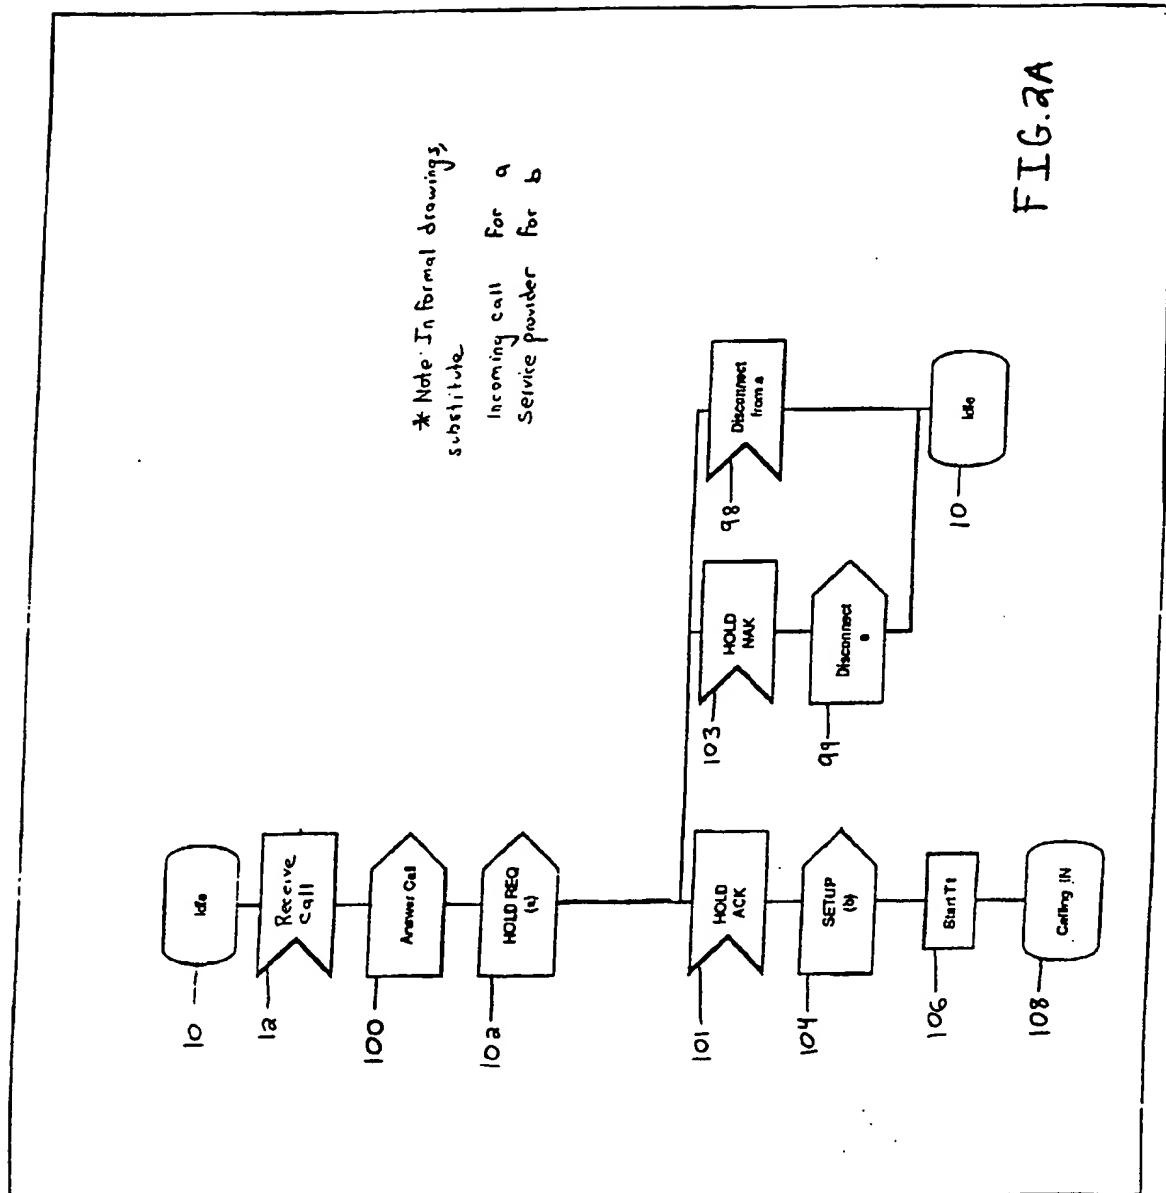 Idle
10
Receive
call
12
Answer Call
100
HOLD REQ
(a)
102
HOLD
ACK
101
SETUP
(b)
104
Start T1
106
Calling IN
108
HOLD
NAK
103
Disconnect
a
99
Disconnect
from a
98
Idle
10
* Note: In formal drawings,
substitute
Incoming call for a
Service provider for b
FIG. 2A